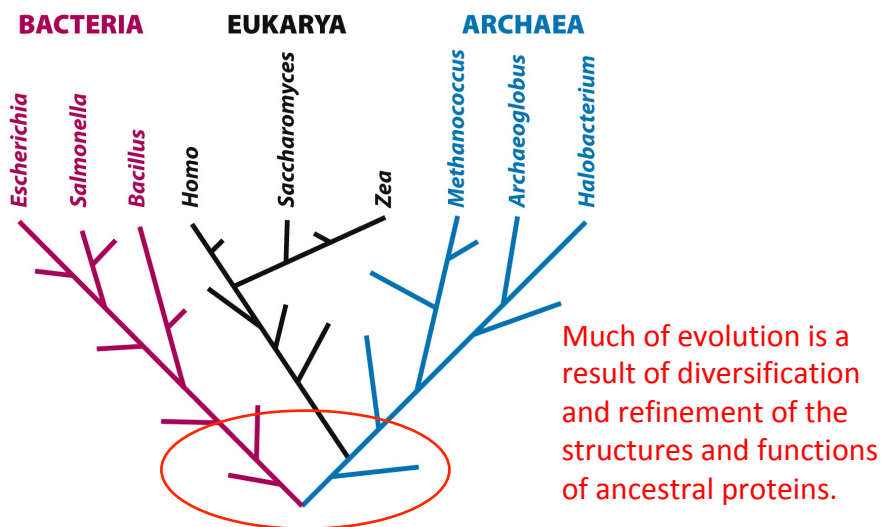 BACTERIA EUKARYA ARCHAEA
Escherichia
Salmonella
Bacillus
Homo
Saccharomyces
Zea
Methanococcus
Archaeoglobus
Halobacterium
Much of evolution is a
result of diversification
and refinement of the
structures and functions
of ancestral proteins.